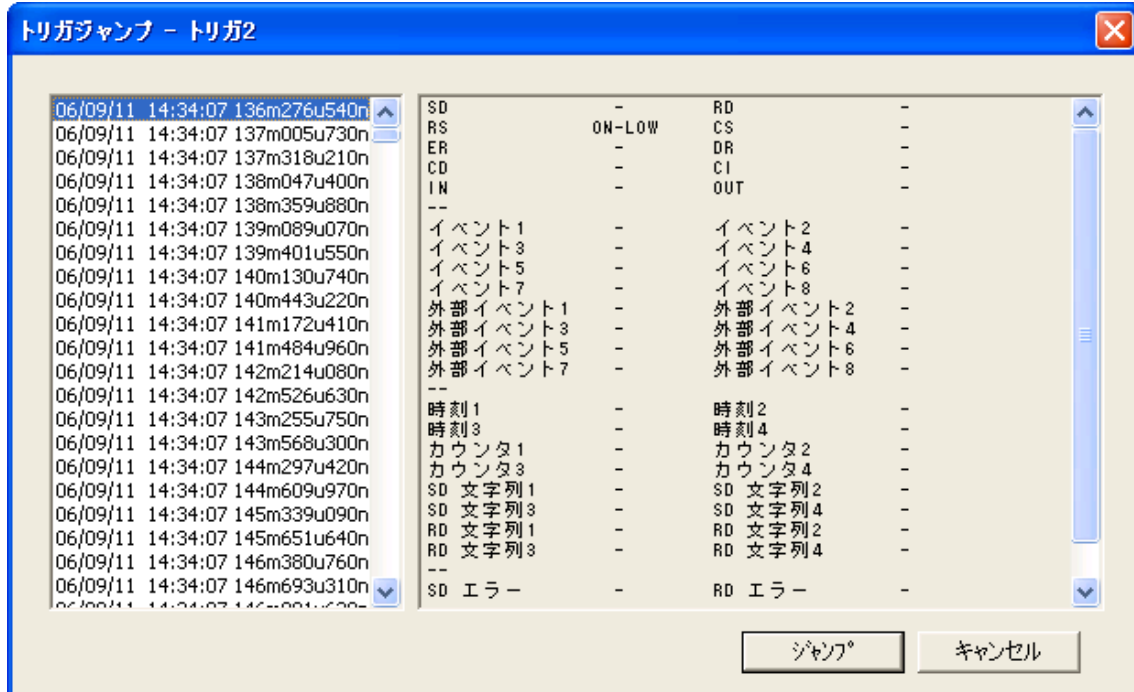 トリガジャンプ - トリガ2
06/09/11 14:34:07 136m276u540n
06/09/11 14:34:07 137m005u730n
06/09/11 14:34:07 137m318u210n
06/09/11 14:34:07 138m047u400n
06/09/11 14:34:07 138m359u880n
06/09/11 14:34:07 139m089u070n
06/09/11 14:34:07 139m401u550n
06/09/11 14:34:07 140m130u740n
06/09/11 14:34:07 140m443u220n
06/09/11 14:34:07 141m172u410n
06/09/11 14:34:07 141m484u960n
06/09/11 14:34:07 142m214u080n
06/09/11 14:34:07 142m526u630n
06/09/11 14:34:07 143m255u750n
06/09/11 14:34:07 143m568u300n
06/09/11 14:34:07 144m297u420n
06/09/11 14:34:07 144m609u970n
06/09/11 14:34:07 145m339u090n
06/09/11 14:34:07 145m651u640n
06/09/11 14:34:07 146m380u760n
06/09/11 14:34:07 146m693u310n
SD - RD -
RS ON-LOW CS -
ER - DR -
CD - CI -
IN - OUT -
--
イベント1 - イベント2 -
イベント3 - イベント4 -
イベント5 - イベント6 -
イベント7 - イベント8 -
外部イベント1 - 外部イベント2 -
外部イベント3 - 外部イベント4 -
外部イベント5 - 外部イベント6 -
外部イベント7 - 外部イベント8 -
--
時刻1 - 時刻2 -
時刻3 - 時刻4 -
カウンタ1 - カウンタ2 -
カウンタ3 - カウンタ4 -
SD 文字列1 - SD 文字列2 -
SD 文字列3 - SD 文字列4 -
RD 文字列1 - RD 文字列2 -
RD 文字列3 - RD 文字列4 -
--
SD エラー - RD エラー -
ジャンプ キャンセル